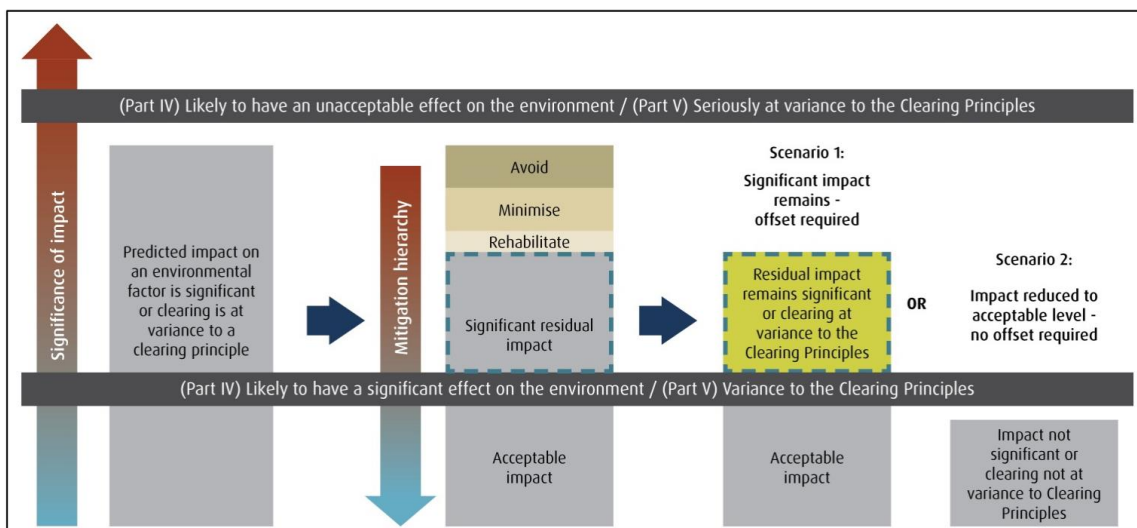 (Part IV) Likely to have an unacceptable effect on the environment / (Part V) Seriously at variance to the Clearing Principles
Significance of impact
Predicted impact on
an environmental
factor is significant
or clearing is at
variance to a
clearing principle
Mitigation hierarchy
Avoid
Minimise
Rehabilitate
Significant residual
impact
Scenario 1:
Significant impact
remains -
offset required
Residual impact
remains significant
or clearing at
variance to the
Clearing Principles
OR
Scenario 2:
Impact reduced to
acceptable level -
no offset required
(Part IV) Likely to have a significant effect on the environment / (Part V) Variance to the Clearing Principles
Acceptable
impact
Acceptable
impact
Impact not
significant or
clearing not at
variance to Clearing
Principles